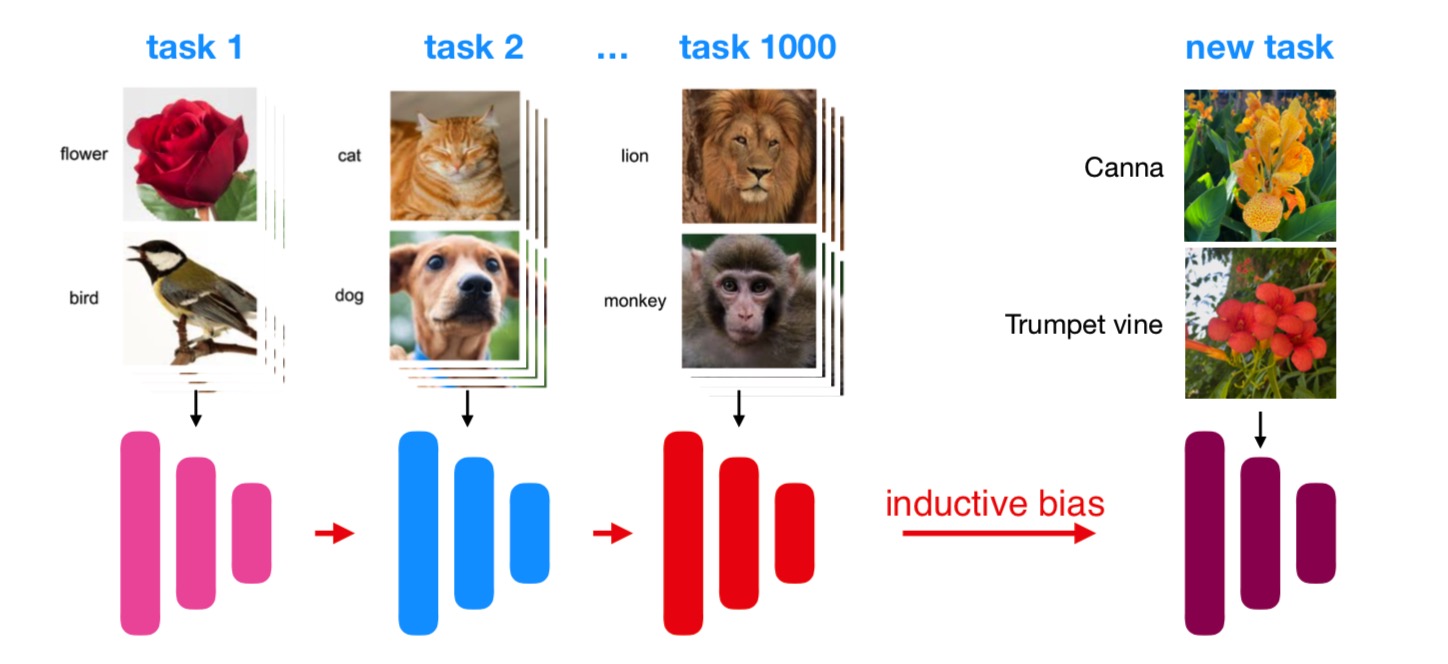 task 1
task 2
...
task 1000
new task
flower
cat
lion
Canna
bird
dog
monkey
Trumpet vine
inductive bias